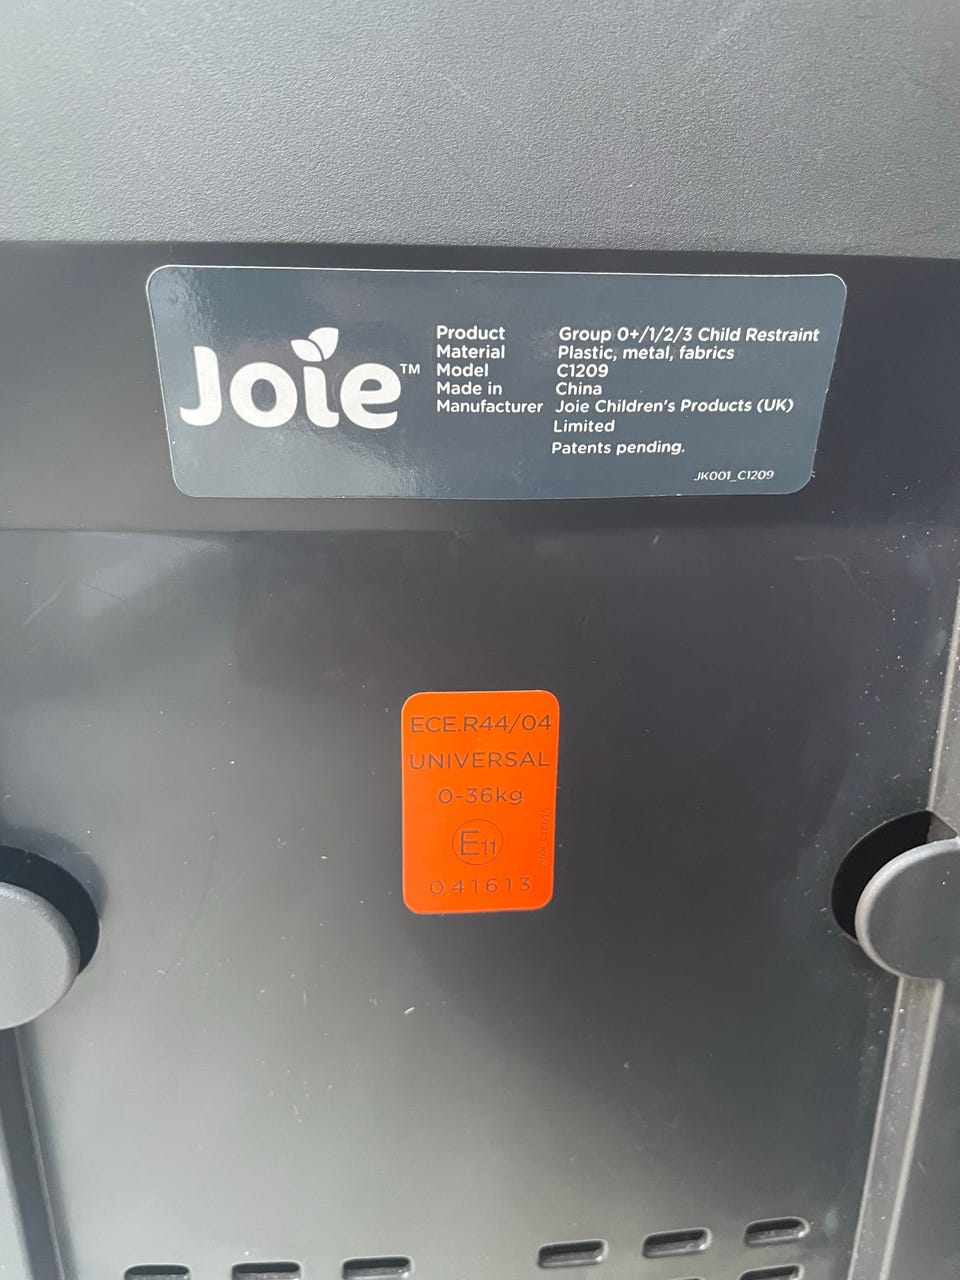 Joie™
Product Group 0+/1/2/3 Child Restraint
Material Plastic, metal, fabrics
Model C1209
Made in China
Manufacturer Joie Children's Products (UK)
Limited
Patents pending.
JK001_C1209
ECE.R44/04
UNIVERSAL
0-36kg
E11
041613